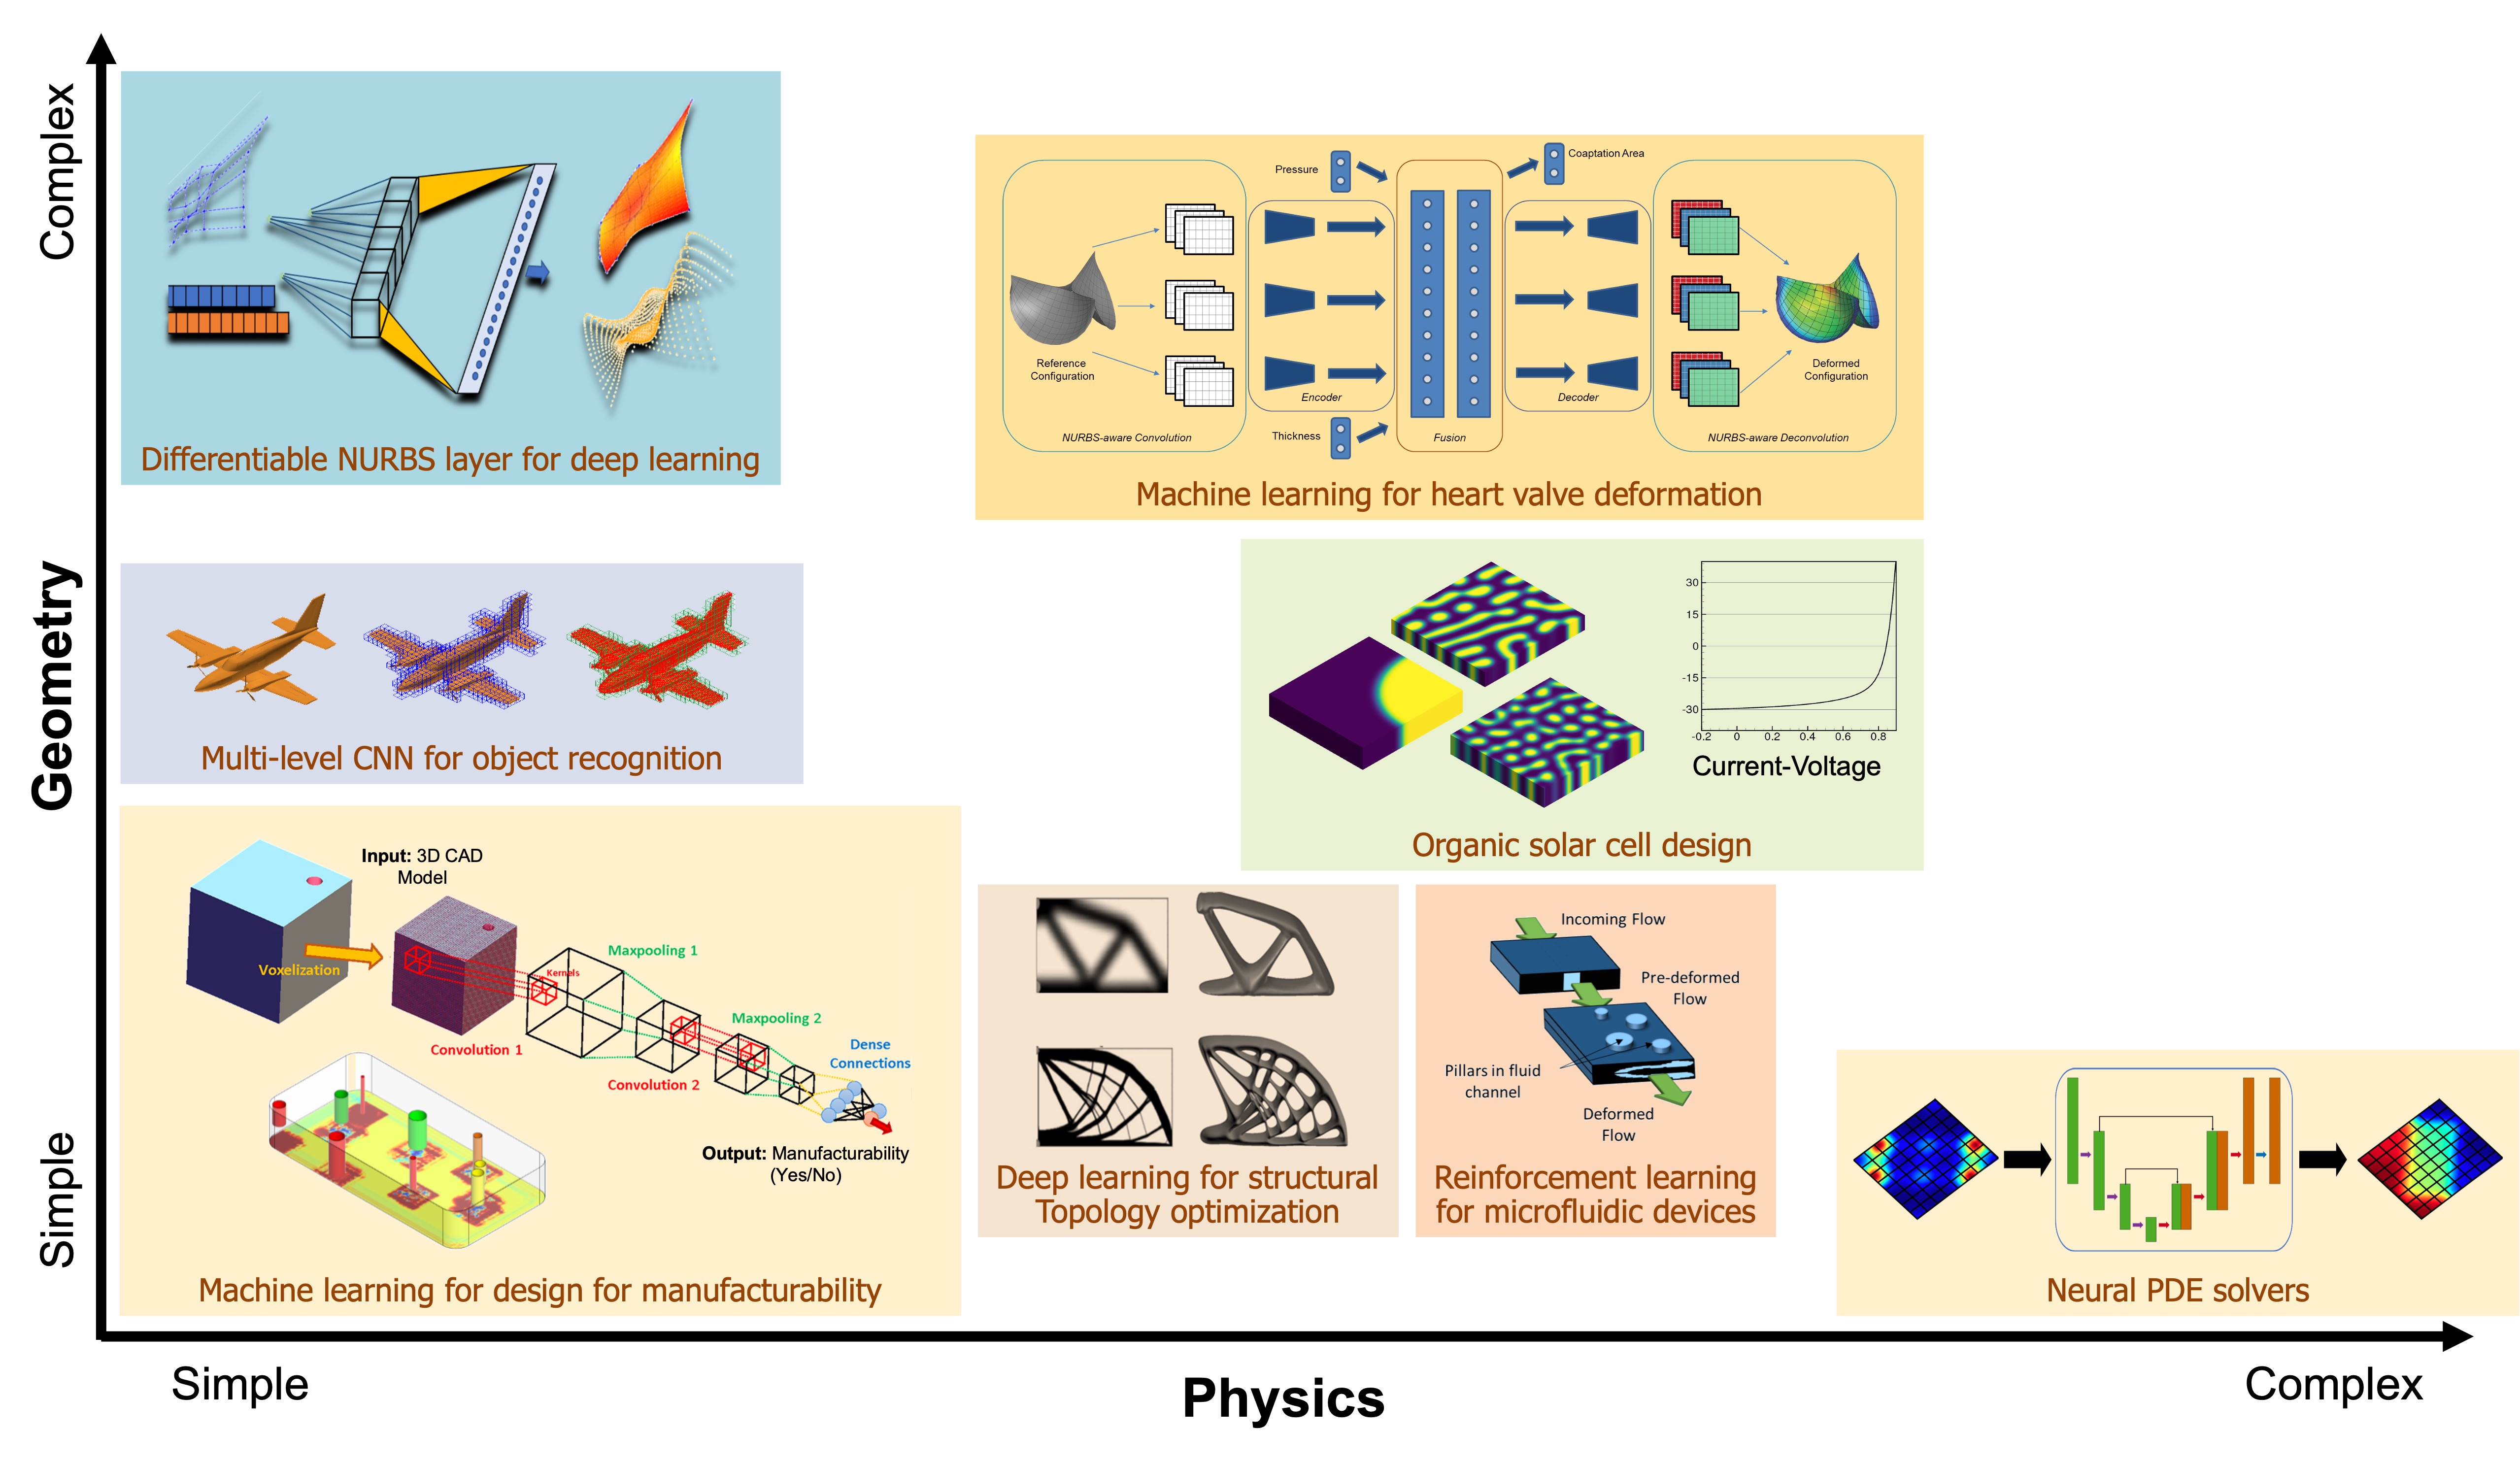 Complex
Geometry
Simple
Differentiable NURBS layer for deep learning
Pressure
Coaptation Area
Reference
Configuration
Encoder
Decoder
Deformed
Configuration
NURBS-aware Convolution
Thickness
Fusion
NURBS-aware Deconvolution
Machine learning for heart valve deformation
Multi-level CNN for object recognition
30
15
0
-15
-30
-0.2 0 0.2 0.4 0.6 0.8
Current-Voltage
Organic solar cell design
Input: 3D CAD
Model
Voxelization
Kernels
Maxpooling 1
Convolution 1
Maxpooling 2
Convolution 2
Dense
Connections
Output: Manufacturability
(Yes/No)
Machine learning for design for manufacturability
Deep learning for structural
Topology optimization
Incoming Flow
Pre-deformed
Flow
Pillars in fluid
channel
Deformed
Flow
Reinforcement learning
for microfluidic devices
Neural PDE solvers
Simple
Physics
Complex